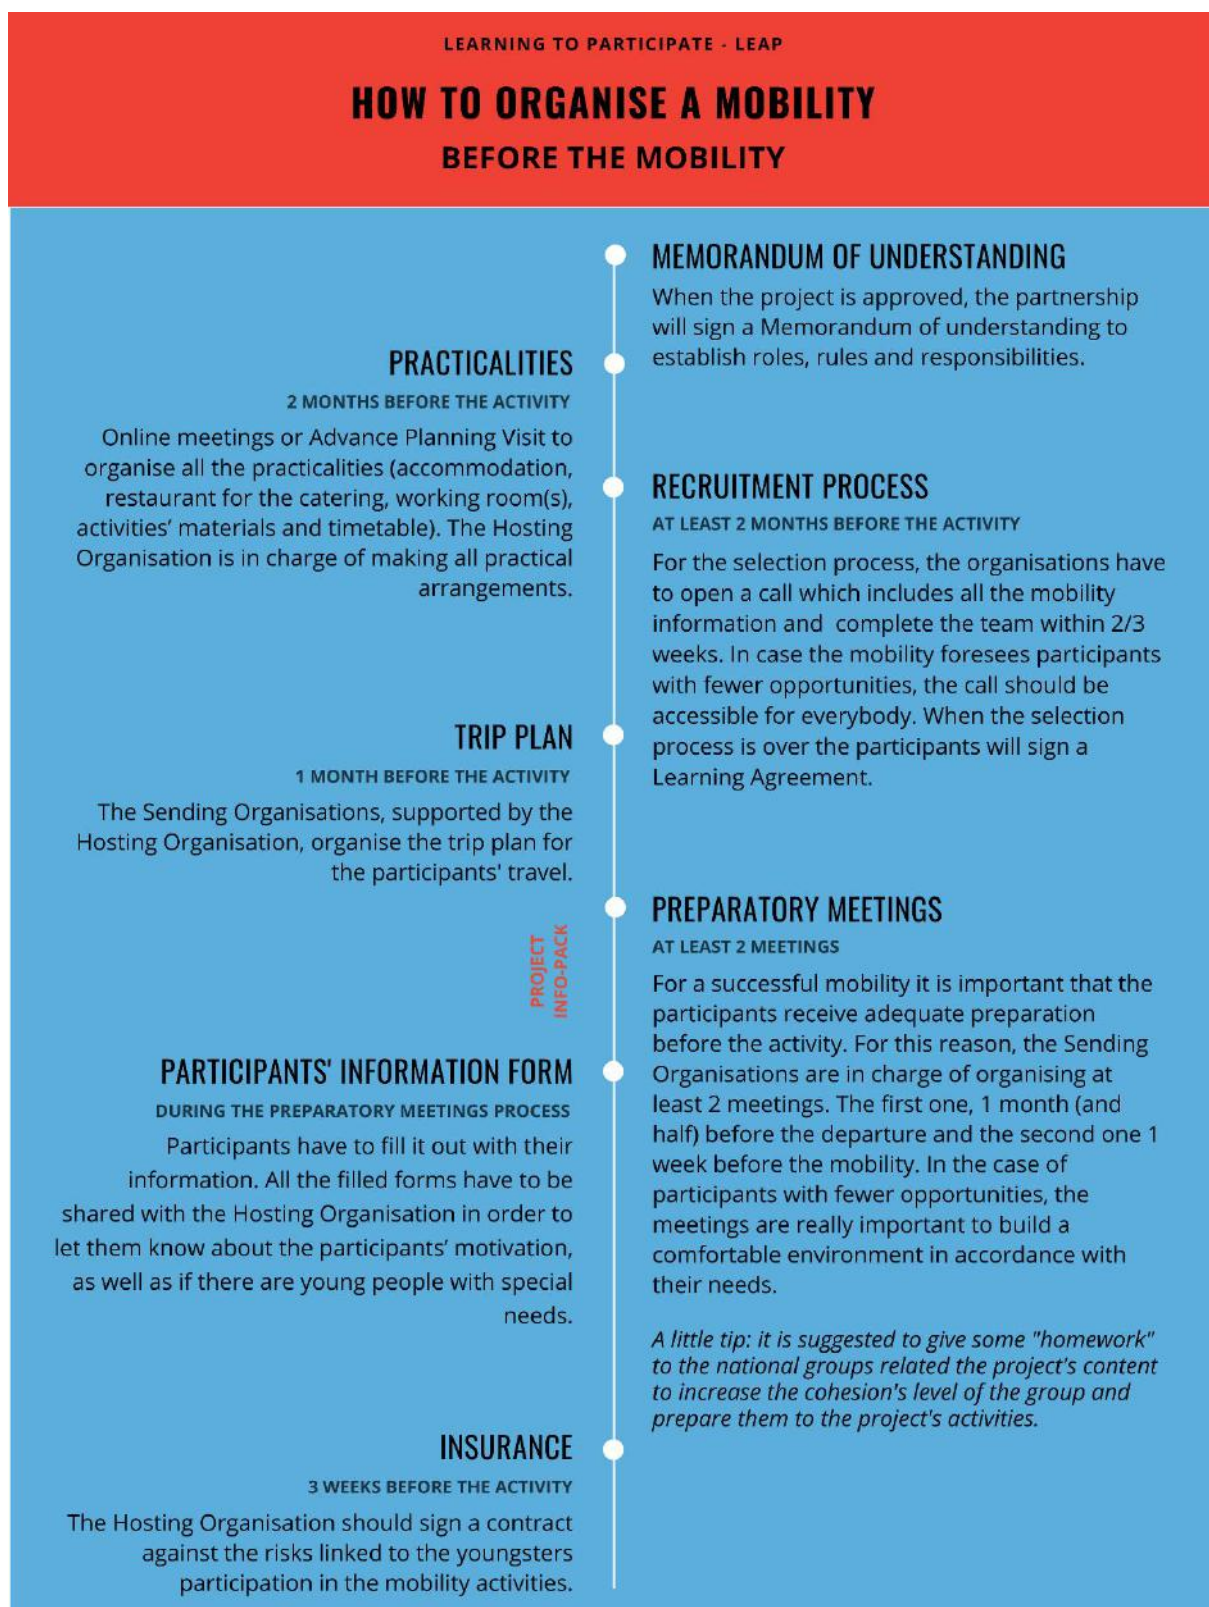 LEARNING TO PARTICIPATE - LEAP
HOW TO ORGANISE A MOBILITY
BEFORE THE MOBILITY
MEMORANDUM OF UNDERSTANDING
When the project is approved, the partnership
will sign a Memorandum of understanding to
establish roles, rules and responsibilities.
PRACTICALITIES
2 MONTHS BEFORE THE ACTIVITY
Online meetings or Advance Planning Visit to
organise all the practicalities (accommodation,
restaurant for the catering, working room(s),
activities' materials and timetable). The Hosting
Organisation is in charge of making all practical
arrangements.
RECRUITMENT PROCESS
AT LEAST 2 MONTHS BEFORE THE ACTIVITY
For the selection process, the organisations have
to open a call which includes all the mobility
information and  complete the team within 2/3
weeks. In case the mobility foresees participants
with fewer opportunities, the call should be
accessible for everybody. When the selection
process is over the participants will sign a
Learning Agreement.
TRIP PLAN
1 MONTH BEFORE THE ACTIVITY
The Sending Organisations, supported by the
Hosting Organisation, organise the trip plan for
the participants' travel.
PROJECT
INFO-PACK
PREPARATORY MEETINGS
AT LEAST 2 MEETINGS
For a successful mobility it is important that the
participants receive adequate preparation
before the activity. For this reason, the Sending
Organisations are in charge of organising at
least 2 meetings. The first one, 1 month (and
half) before the departure and the second one 1
week before the mobility. In the case of
participants with fewer opportunities, the
meetings are really important to build a
comfortable environment in accordance with
their needs.
A little tip: it is suggested to give some "homework"
to the national groups related the project's content
to increase the cohesion's level of the group and
prepare them to the project's activities.
PARTICIPANTS' INFORMATION FORM
DURING THE PREPARATORY MEETINGS PROCESS
Participants have to fill it out with their
information. All the filled forms have to be
shared with the Hosting Organisation in order to
let them know about the participants' motivation,
as well as if there are young people with special
needs.
INSURANCE
3 WEEKS BEFORE THE ACTIVITY
The Hosting Organisation should sign a contract
against the risks linked to the youngsters
participation in the mobility activities.